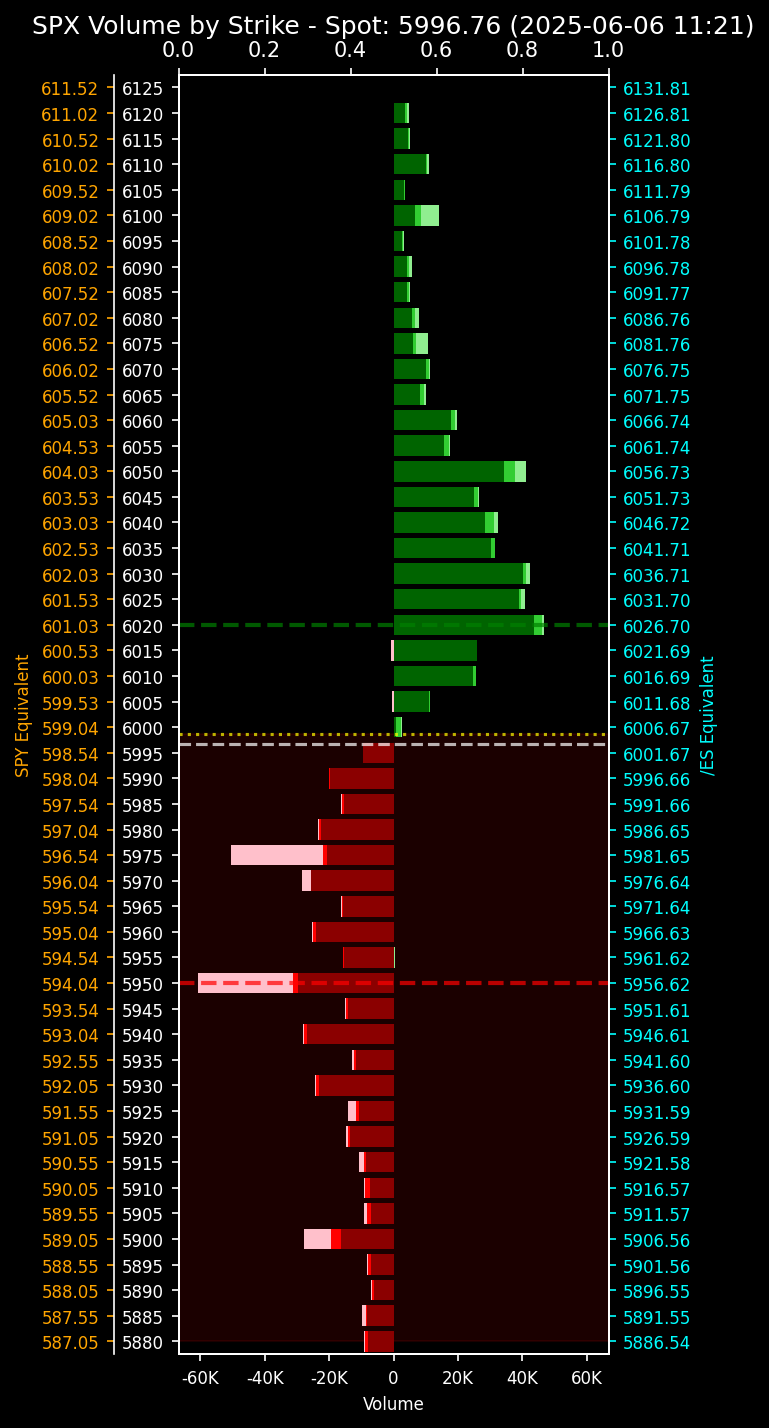 SPX Volume by Strike - Spot: 5996.76 (2025-06-06 11:21)
0.0 0.2 0.4 0.6 0.8 1.0
611.52 6125 6131.81
611.02 6120 6126.81
610.52 6115 6121.80
610.02 6110 6116.80
609.52 6105 6111.79
609.02 6100 6106.79
608.52 6095 6101.78
608.02 6090 6096.78
607.52 6085 6091.77
607.02 6080 6086.76
606.52 6075 6081.76
606.02 6070 6076.75
605.52 6065 6071.75
605.03 6060 6066.74
604.53 6055 6061.74
604.03 6050 6056.73
603.53 6045 6051.73
603.03 6040 6046.72
602.53 6035 6041.71
602.03 6030 6036.71
601.53 6025 6031.70
601.03 6020 6026.70
600.53 6015 6021.69
600.03 6010 6016.69
599.53 6005 6011.68
599.04 6000 6006.67
598.54 5995 6001.67
598.04 5990 5996.66
597.54 5985 5991.66
597.04 5980 5986.65
596.54 5975 5981.65
596.04 5970 5976.64
595.54 5965 5971.64
595.04 5960 5966.63
594.54 5955 5961.62
594.04 5950 5956.62
593.54 5945 5951.61
593.04 5940 5946.61
592.55 5935 5941.60
592.05 5930 5936.60
591.55 5925 5931.59
591.05 5920 5926.59
590.55 5915 5921.58
590.05 5910 5916.57
589.55 5905 5911.57
589.05 5900 5906.56
588.55 5895 5901.56
588.05 5890 5896.55
587.55 5885 5891.55
587.05 5880 5886.54
SPY Equivalent
/ES Equivalent
-60K -40K -20K 0 20K 40K 60K
Volume